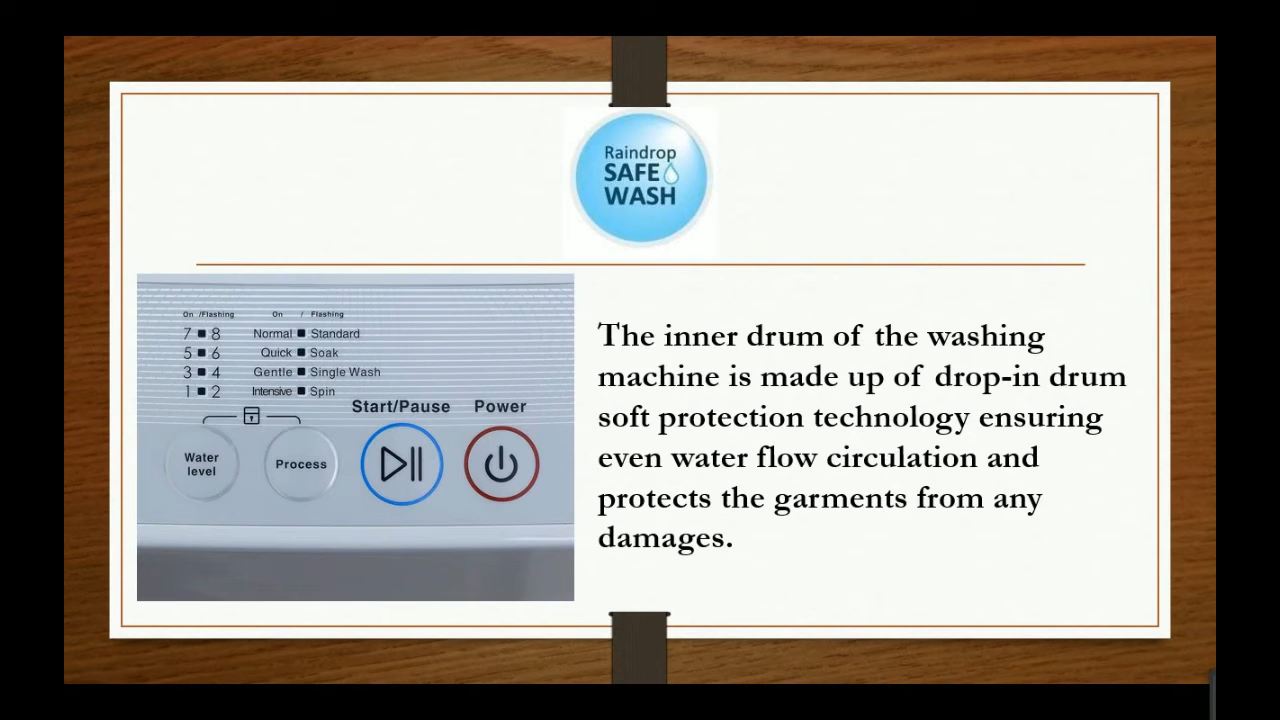 Raindrop
SAFE
WASH
On /Flashing
On / Flashing
7 8
Normal Standard
5 6
Quick Soak
3 4
Gentle Single Wash
1 2
Intensive Spin
Start/Pause
Power
Water
level
Process
The inner drum of the washing
machine is made up of drop-in drum
soft protection technology ensuring
even water flow circulation and
protects the garments from any
damages.